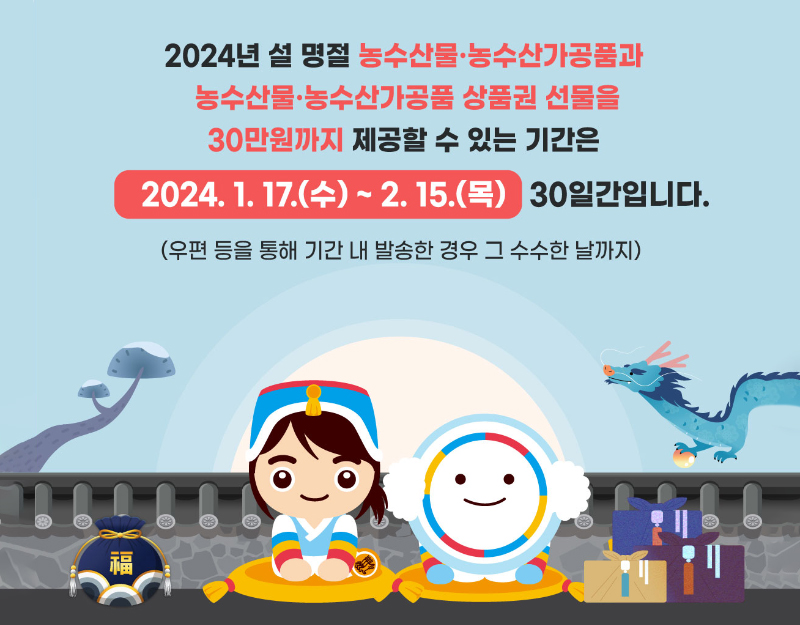 2024년 설 명절 농수산물·농수산가공품과
농수산물·농수산가공품 상품권 선물을
30만원까지 제공할 수 있는 기간은
2024. 1. 17.(수) ~ 2. 15.(목) 30일간입니다.
(우편 등을 통해 기간 내 발송한 경우 그 수수한 날까지)
福